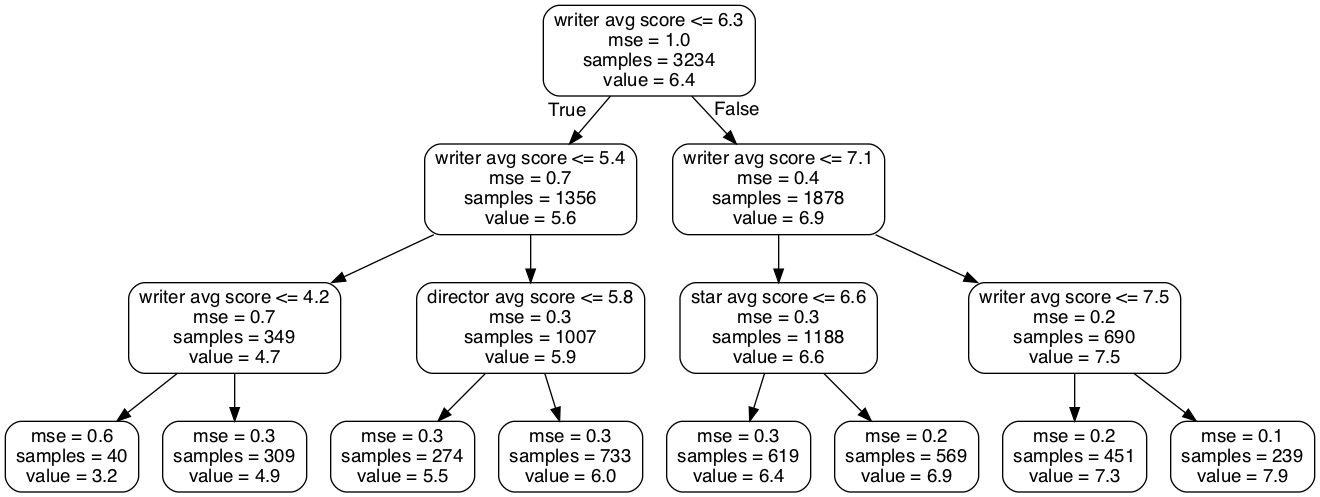 writer avg score <= 6.3
mse = 1.0
samples = 3234
value = 6.4
True
False
writer avg score <= 5.4
mse = 0.7
samples = 1356
value = 5.6
writer avg score <= 7.1
mse = 0.4
samples = 1878
value = 6.9
writer avg score <= 4.2
mse = 0.7
samples = 349
value = 4.7
director avg score <= 5.8
mse = 0.3
samples = 1007
value = 5.9
star avg score <= 6.6
mse = 0.3
samples = 1188
value = 6.6
writer avg score <= 7.5
mse = 0.2
samples = 690
value = 7.5
mse = 0.6
samples = 40
value = 3.2
mse = 0.3
samples = 309
value = 4.9
mse = 0.3
samples = 274
value = 5.5
mse = 0.3
samples = 733
value = 6.0
mse = 0.3
samples = 619
value = 6.4
mse = 0.2
samples = 569
value = 6.9
mse = 0.2
samples = 451
value = 7.3
mse = 0.1
samples = 239
value = 7.9